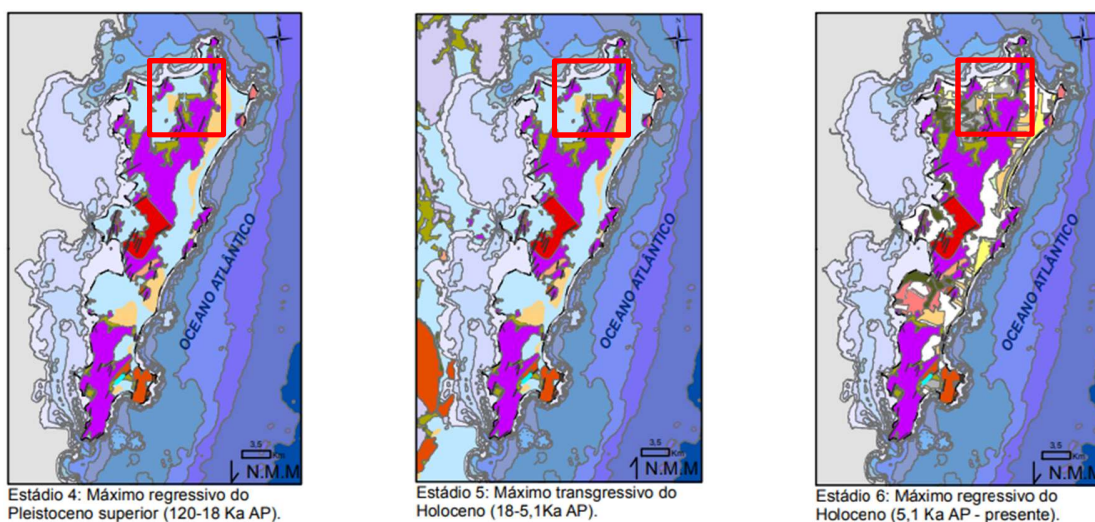 N
OCEANO ATLÂNTICO
3,5
Km
N.M.M
Estádio 4: Máximo regressivo do
Pleistoceno superior (120-18 Ka AP).
N
OCEANO ATLÂNTICO
3,5
Km
N.M.M
Estádio 5: Máximo transgressivo do
Holoceno (18-5,1Ka AP).
N
OCEANO ATLÂNTICO
3,5
Km
N.M.M
Estádio 6: Máximo regressivo do
Holoceno (5,1 Ka AP - presente).